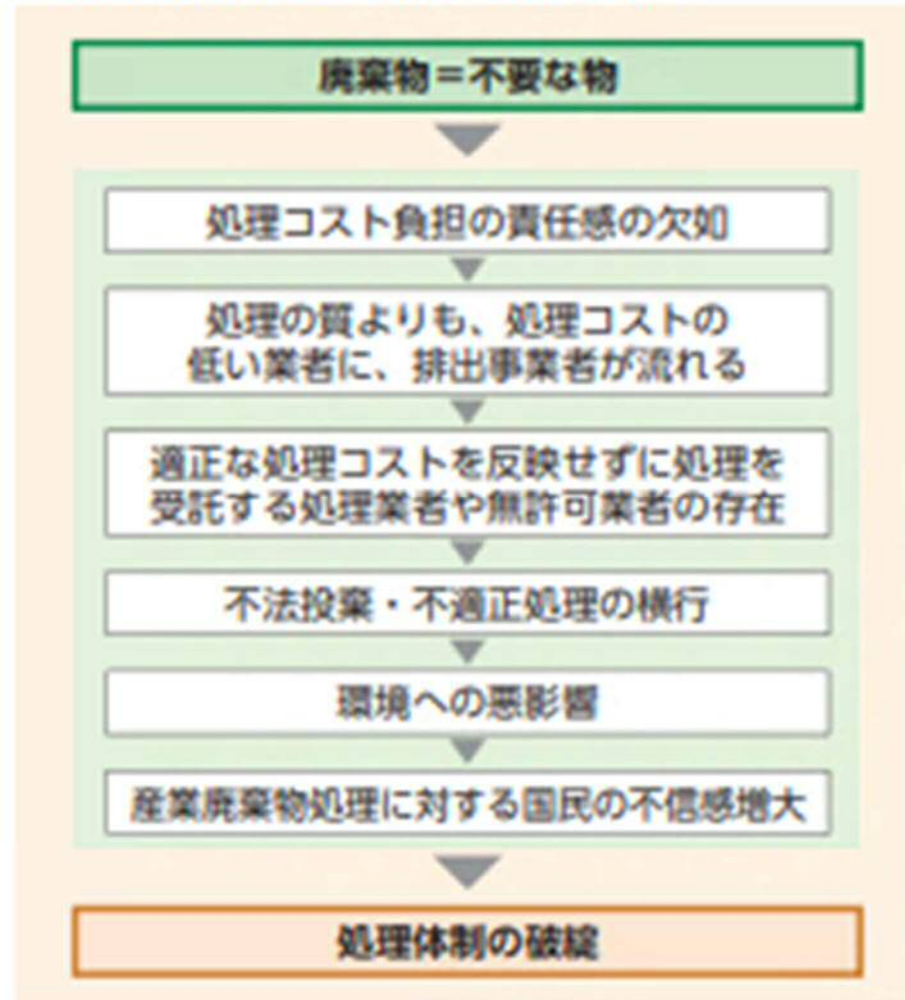 廃棄物＝不要な物
処理コスト負担の責任感の欠如
処理の質よりも、処理コストの
低い業者に、排出事業者が流れる
適正な処理コストを反映せずに処理を
受託する処理業者や無許可業者の存在
不法投棄・不適正処理の横行
環境への悪影響
産業廃棄物処理に対する国民の不信感増大
処理体制の破綻